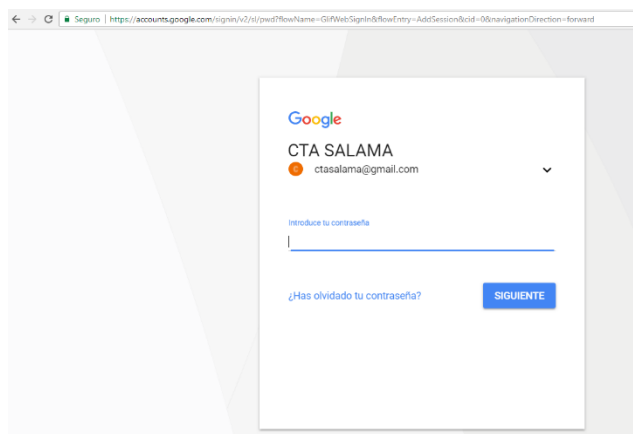 Seguro | https://accounts.google.com/signin/v2/sl/pwd?flowName=GlifWebSignIn&flowEntry=AddSession&cid=0&navigationDirection=forward
Google
CTA SALAMA
C ctasalama@gmail.com
Introduce tu contraseña
¿Has olvidado tu contraseña? SIGUIENTE